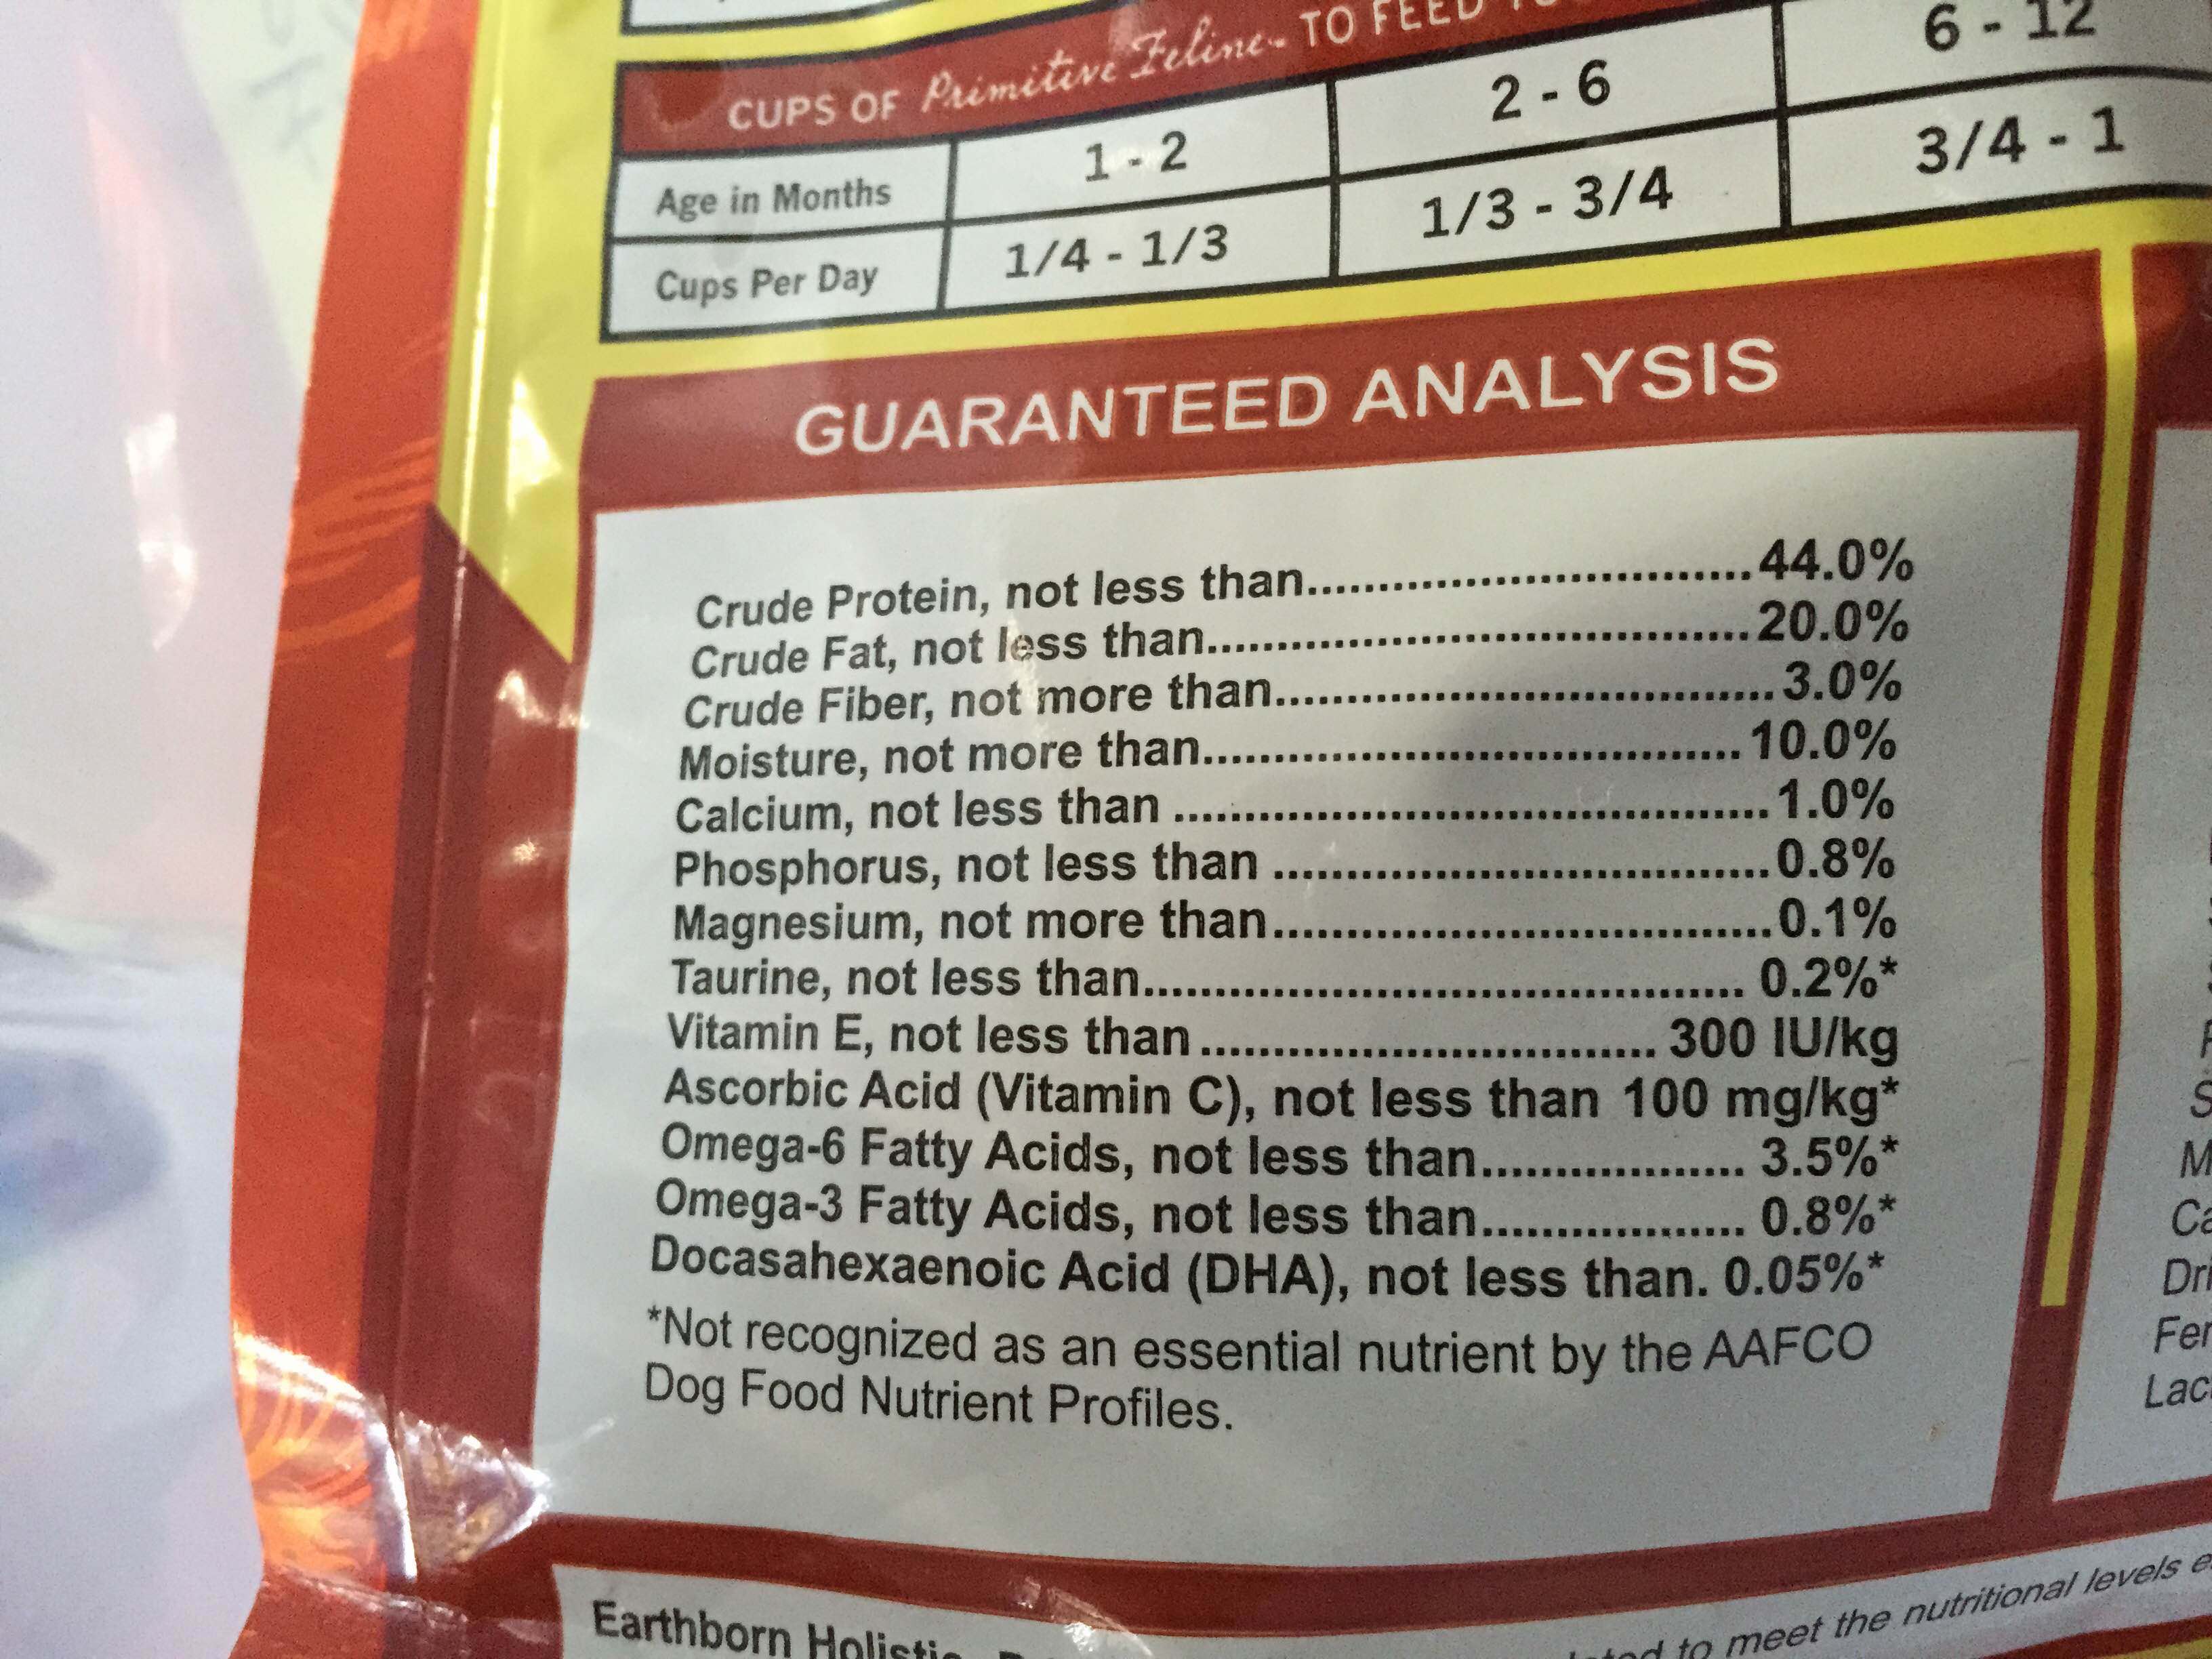 CUPS OF Primitive Feline - TO FEED
Age in Months 1 - 2 2 - 6 6 - 12
Cups Per Day 1/4 - 1/3 1/3 - 3/4 3/4 - 1
GUARANTEED ANALYSIS
Crude Protein, not less than...............................44.0%
Crude Fat, not less than......................................20.0%
Crude Fiber, not more than...................................3.0%
Moisture, not more than......................................10.0%
Calcium, not less than .........................................1.0%
Phosphorus, not less than ..................................0.8%
Magnesium, not more than..................................0.1%
Taurine, not less than......................................... 0.2%*
Vitamin E, not less than............................... 300 IU/kg
Ascorbic Acid (Vitamin C), not less than 100 mg/kg*
Omega-6 Fatty Acids, not less than.................. 3.5%*
Omega-3 Fatty Acids, not less than.................. 0.8%*
Docasahexaenoic Acid (DHA), not less than. 0.05%*
*Not recognized as an essential nutrient by the AAFCO
Dog Food Nutrient Profiles.
Earthborn Holistic to meet the nutritional levels